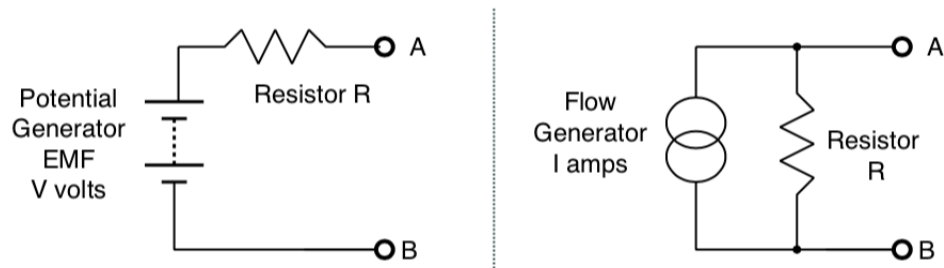 A
Resistor R
Potential
Generator
EMF
V volts
B
A
Flow
Generator
I amps
Resistor
R
B